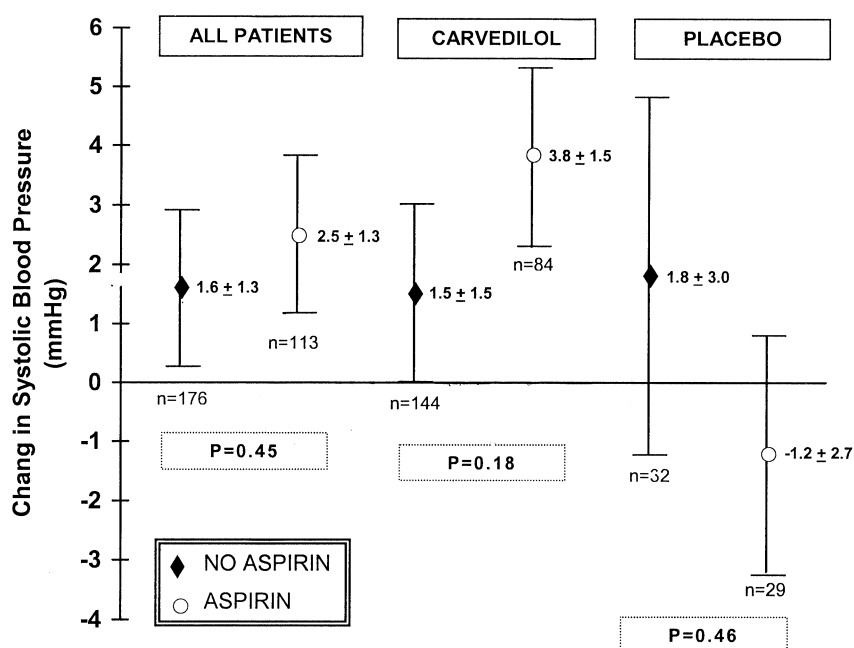 6
5
4
3
2
1
0
-1
-2
-3
-4
Chang in Systolic Blood Pressure
(mmHg)
ALL PATIENTS
CARVEDILOL
PLACEBO
1.6 ± 1.3
2.5 ± 1.3
1.5 ± 1.5
3.8 ± 1.5
1.8 ± 3.0
-1.2 ± 2.7
n=176
n=113
n=144
n=84
n=32
n=29
P=0.45
P=0.18
P=0.46
NO ASPIRIN
ASPIRIN